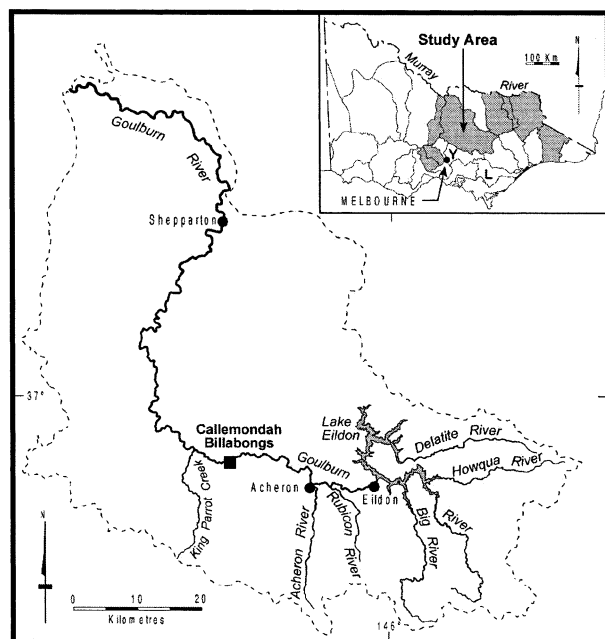 Study Area
100 Km
N
Murray
River
Y
L
MELBOURNE
Goulburn
River
Shepparton
37°
Callemondah
Billabongs
Lake
Eildon
Delatite River
Goulburn
Howqua River
Acheron
Eildon
King Parrot Creek
Acheron River
Rubicon
River
Big
River
River
N
0 10 20
Kilometres
146°